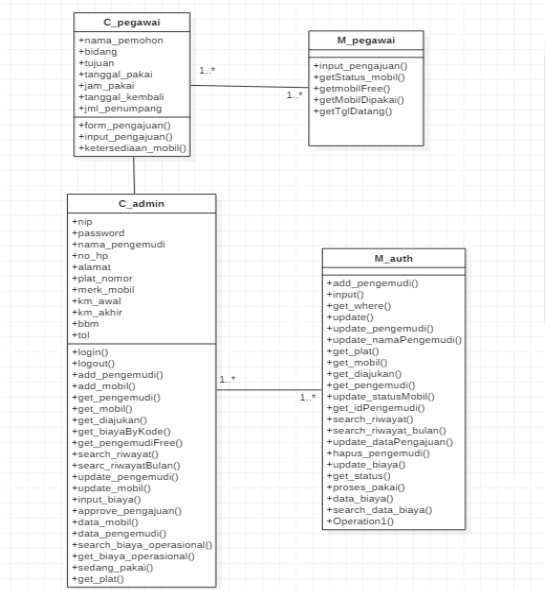 C_pegawai
+nama_pemohon
+bidang
+tujuan
+tanggal_pakai
+jam_pakai
+tanggal_kembali
+jml_penumpang
+form_pengajuan()
+input_pengajuan()
+ketersediaan_mobil()
1..*
1..*
M_pegawai
+input_pengajuan()
+getStatus_mobil()
+getmobilFree()
+getMobilDipakai()
+getTglDatang()
C_admin
+nip
+password
+nama_pengemudi
+no_hp
+alamat
+plat_nomor
+merk_mobil
+km_awal
+km_akhir
+bbm
+tol
+login()
+logout()
+add_pengemudi()
+add_mobil()
+get_pengemudi()
+get_mobil()
+get_diajukan()
+get_biayaByKode()
+get_pengemudiFree()
+search_riwayat()
+searc_riwayatBulan()
+update_pengemudi()
+update_mobil()
+input_biaya()
+approve_pengajuan()
+data_mobil()
+data_pengemudi()
+search_biaya_operasional()
+get_biaya_operasional()
+sedang_pakai()
+get_plat()
1..*
1..*
M_auth
+add_pengemudi()
+input()
+get_where()
+update()
+update_pengemudi()
+update_namaPengemudi()
+get_plat()
+get_mobil()
+get_diajukan()
+get_pengemudi()
+update_statusMobil()
+get_idPengemudi()
+search_riwayat()
+search_riwayat_bulan()
+update_dataPengajuan()
+hapus_pengemudi()
+update_biaya()
+get_status()
+proses_pakai()
+data_biaya()
+search_data_biaya()
+Operation1()